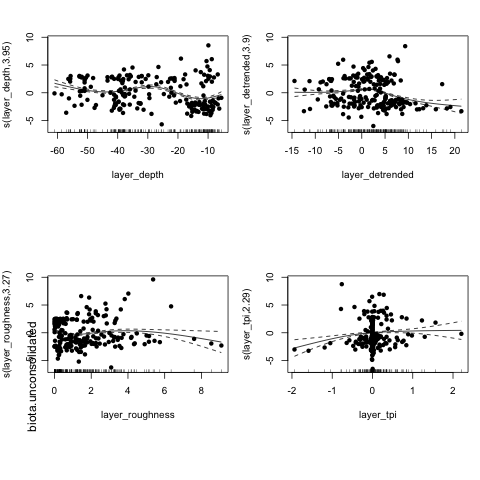 s(layer_depth,3.95)
10
5
0
-5
-60 -50 -40 -30 -20 -10
layer_depth
s(layer_detrended,3.9)
10
5
0
-5
-15 -10 -5 0 5 10 15 20
layer_detrended
s(layer_roughness,3.27)
biota.unconsolidated
10
5
0
-5
0 2 4 6 8
layer_roughness
s(layer_tpi,2.29)
10
5
0
-5
-2 -1 0 1 2
layer_tpi